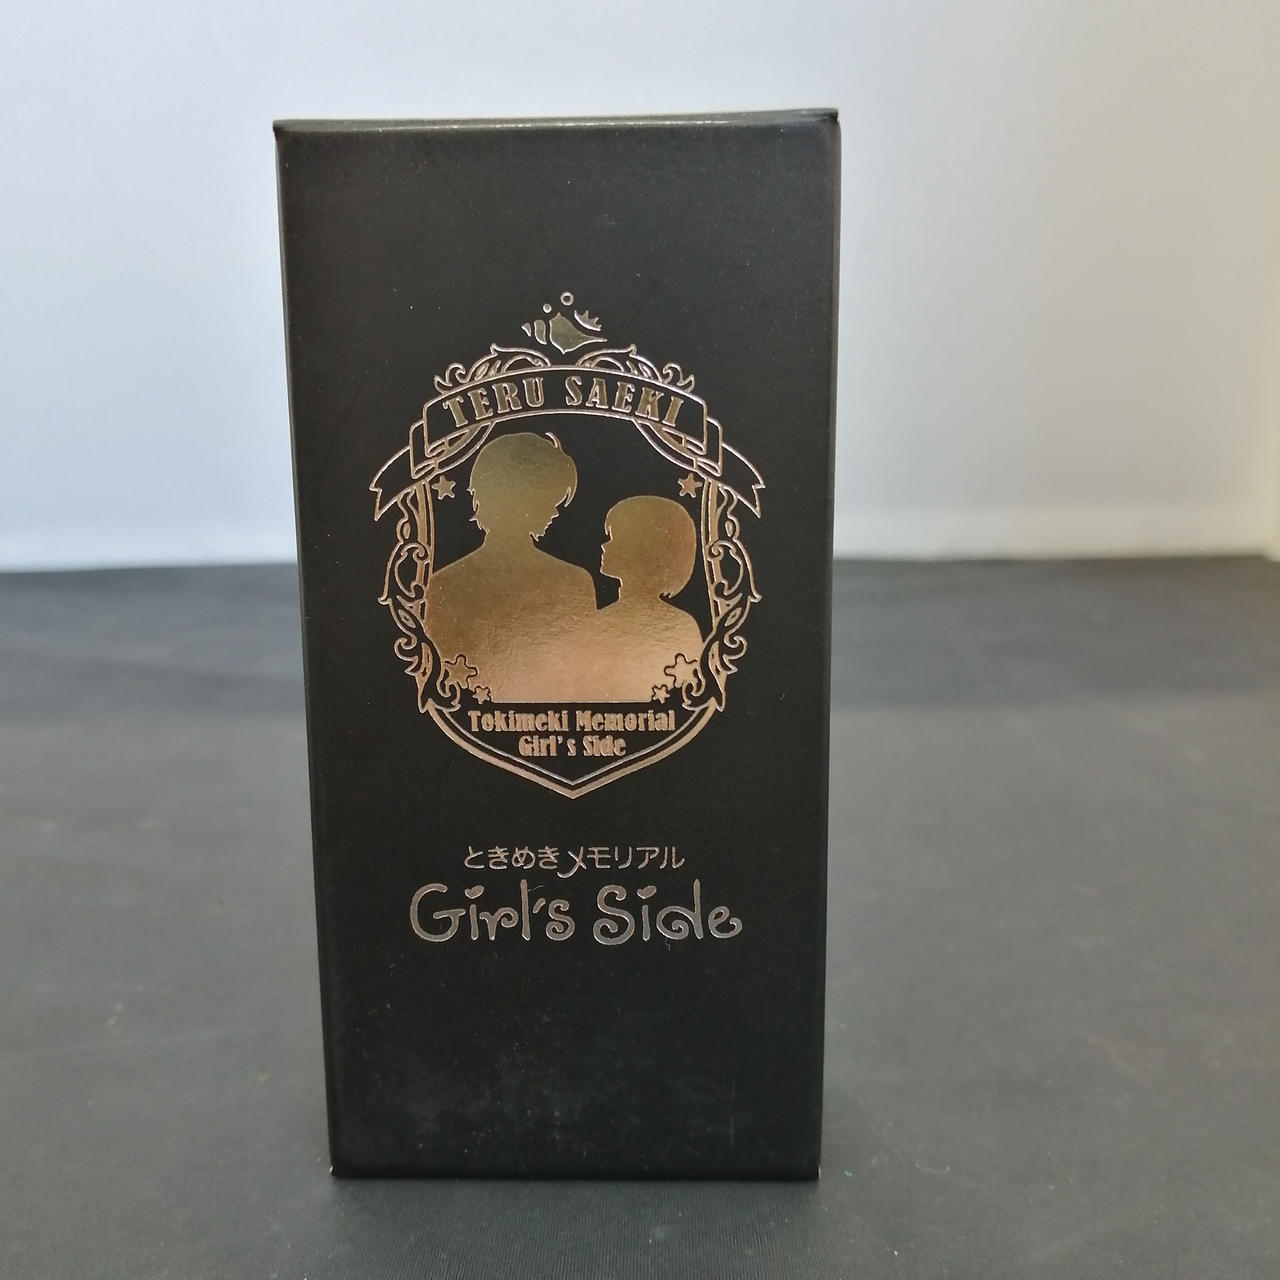 TERU SAEKI
Tokimeki Memorial
Girl's Side
ときめきメモリアル
Girl's Side